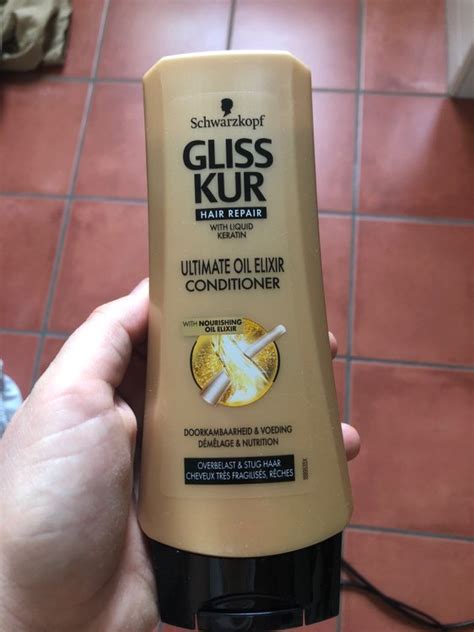 Schwarzkopf
GLISS
KUR
HAIR REPAIR
WITH LIQUID
KERATIN
ULTIMATE OIL ELIXIR
CONDITIONER
WITH NOURISHING
OIL ELIXIR
DOORKAMBAARHEID & VOEDING
DÉMÊLAGE & NUTRITION
OVERBELAST & STUG HAAR
CHEVEUX TRÈS FRAGILISÉS, RÊCHES